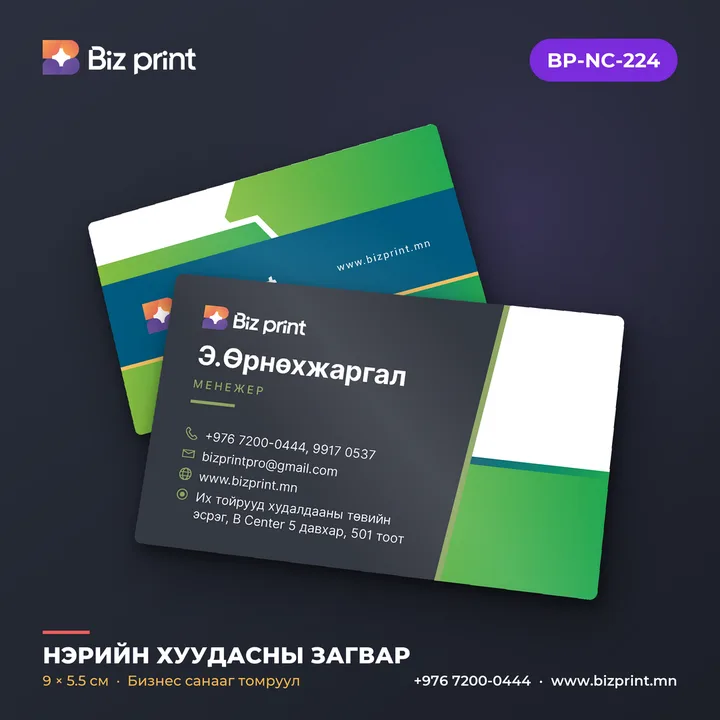 Biz print
BP-NC-224
www.bizprint.mn
Biz print
Э.Өрнөхжаргал
МЕНЕЖЕР
+976 7200-0444, 9917 0537
bizprintpro@gmail.com
www.bizprint.mn
Их тойрууд худалдааны төвийн
эсрэг, B Center 5 давхар, 501 тоот
НЭРИЙН ХУУДАСНЫ ЗАГВАР
9 × 5.5 см · Бизнес санааг томруул
+976 7200-0444 · www.bizprint.mn